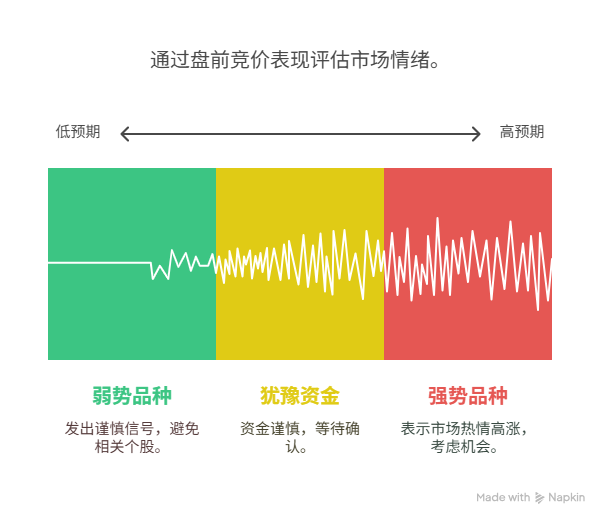 通过盘前竞价表现评估市场情绪。
低预期
高预期
弱势品种
犹豫资金
强势品种
发出谨慎信号，避免
相关个股。
资金谨慎，等待确
认。
表示市场热情高涨，
考虑机会。
Made with Napkin